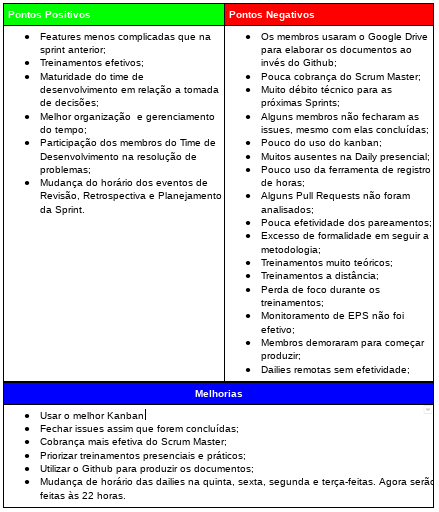 Pontos Positivos
Features menos complicadas que na
sprint anterior;
Treinamentos efetivos;
Maturidade do time de
desenvolvimento em relação a tomada
de decisões;
Melhor organização e gerenciamento
do tempo;
Participação dos membros do Time de
Desenvolvimento na resolução de
problemas;
Mudança do horário dos eventos de
Revisão, Retrospectiva e Planejamento
da Sprint.
Pontos Negativos
Os membros usaram o Google Drive
para elaborar os documentos ao
invés do Github;
Pouca cobrança do Scrum Master;
Muito débito técnico para as
próximas Sprints;
Alguns membros não fecharam as
issues, mesmo com elas concluídas;
Pouco do uso do kanban;
Muitos ausentes na Daily presencial;
Pouco uso da ferramenta de registro
de horas;
Alguns Pull Requests não foram
analisados;
Pouca efetividade dos pareamentos;
Excesso de formalidade em seguir a
metodologia;
Treinamentos muito teóricos;
Treinamentos a distância;
Perda de foco durante os
treinamentos;
Monitoramento de EPS não foi
efetivo;
Membros demoraram para começar
produzir;
Dailies remotas sem efetividade;
Melhorias
Usar o melhor Kanban
Fechar issues assim que forem concluídas;
Cobrança mais efetiva do Scrum Master;
Priorizar treinamentos presenciais e práticos;
Utilizar o Github para produzir os documentos;
Mudança de horário das dailies na quinta, sexta, segunda e terça-feitas. Agora serão
feitas às 22 horas.